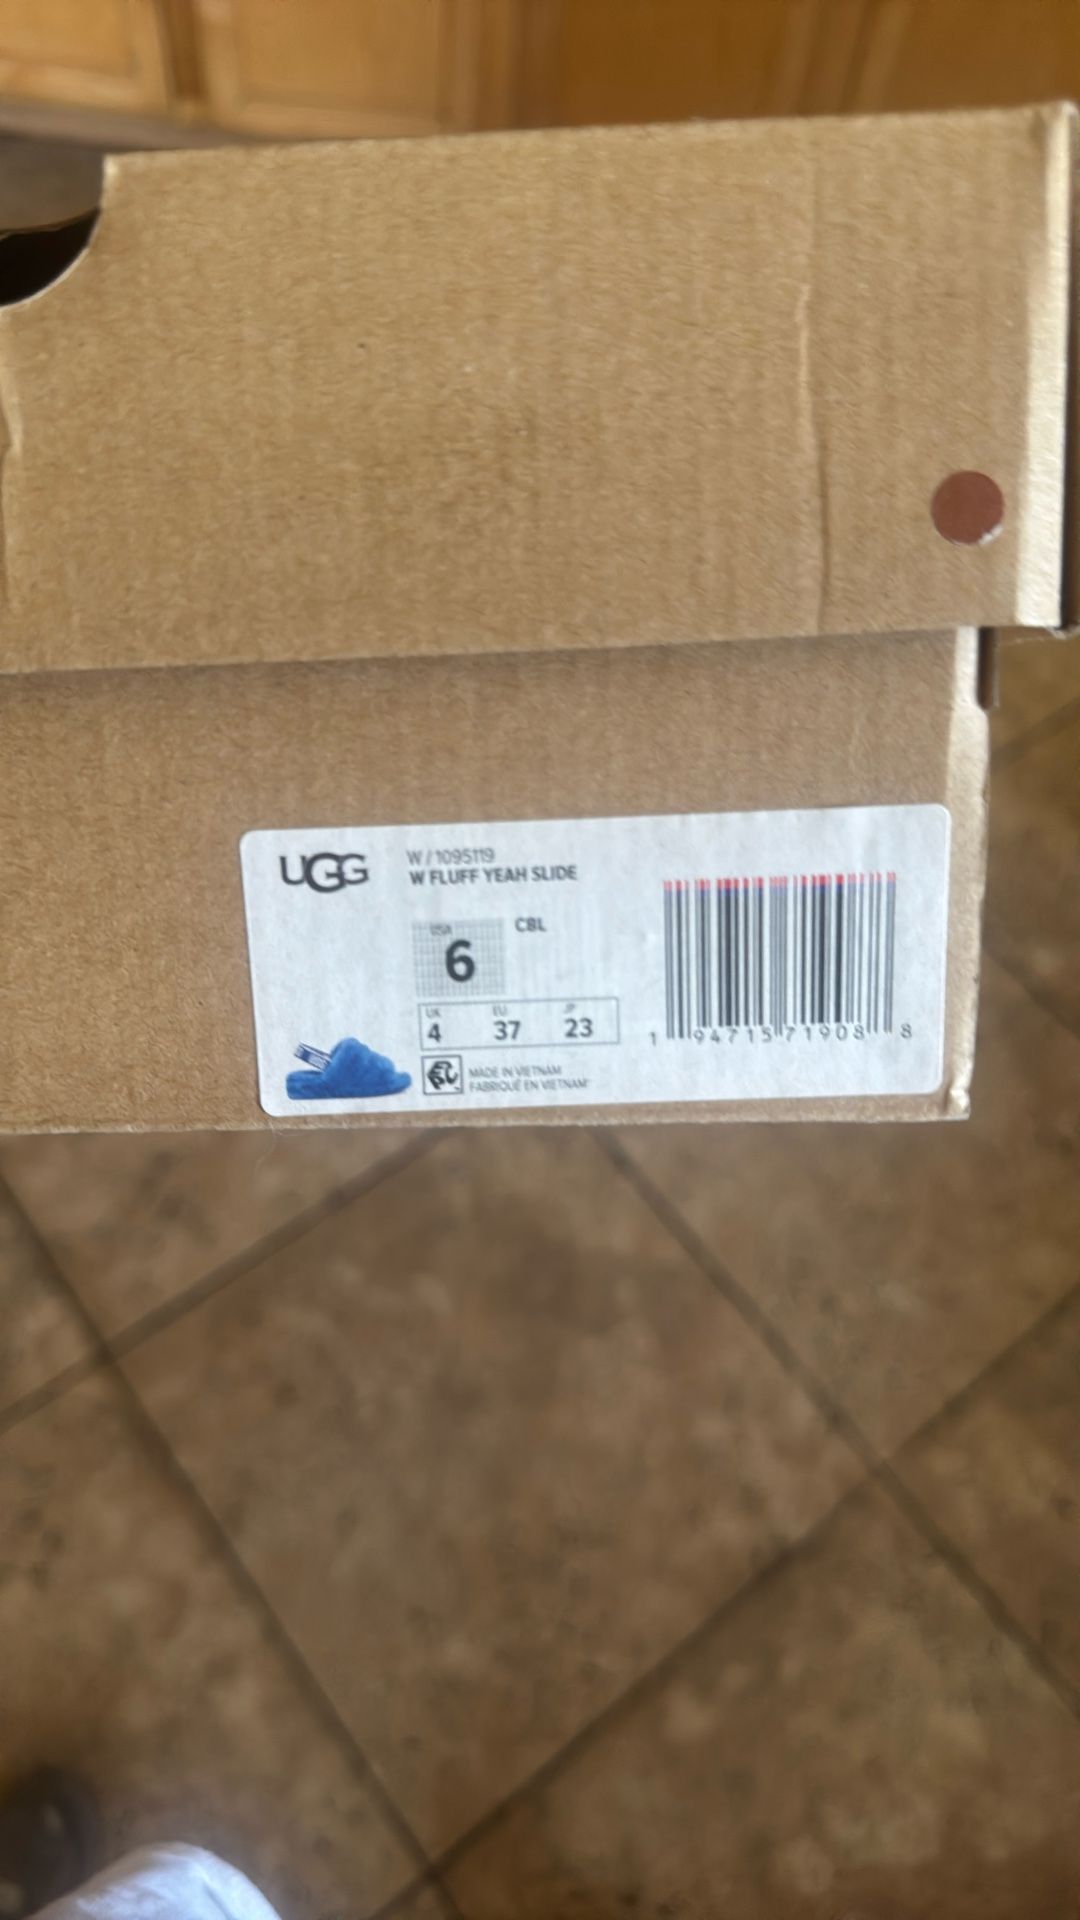 UGG
W / 1095119
W FLUFF YEAH SLIDE
USA
6
CBL
UK EU JP
4 37 23
MADE IN VIETNAM
FABRIQUÉ EN VIETNAM
1 94715 71908 8